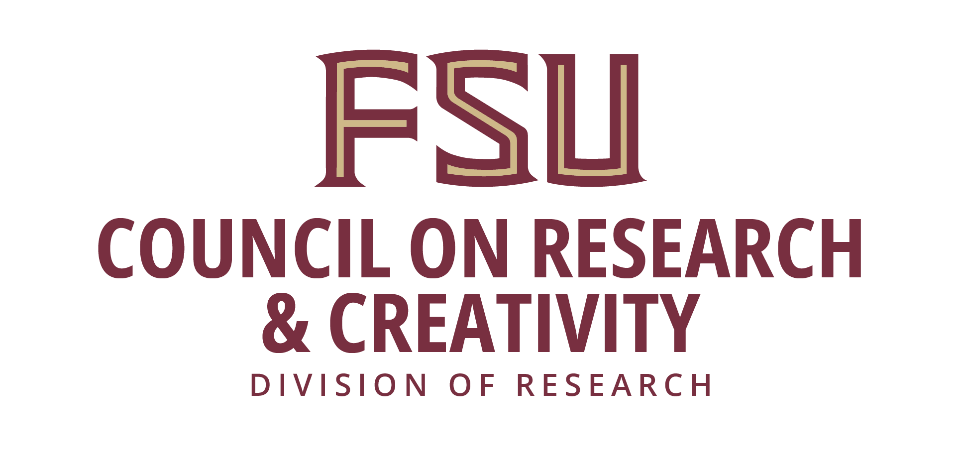 FSU
COUNCIL ON RESEARCH
& CREATIVITY
DIVISION OF RESEARCH